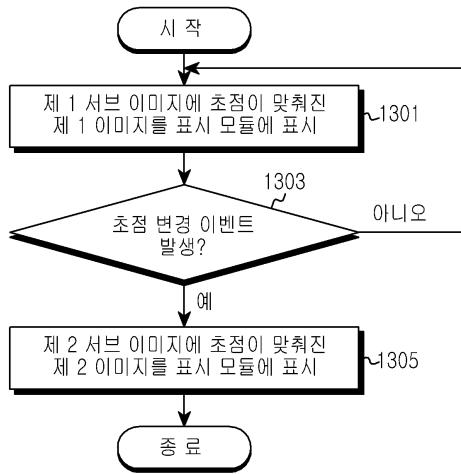 시 작
제 1 서브 이미지에 초점이 맞춰진
제 1 이미지를 표시 모듈에 표시
1301
1303
초점 변경 이벤트
발생?
아니오
예
제 2 서브 이미지에 초점이 맞춰진
제 2 이미지를 표시 모듈에 표시
1305
종 료